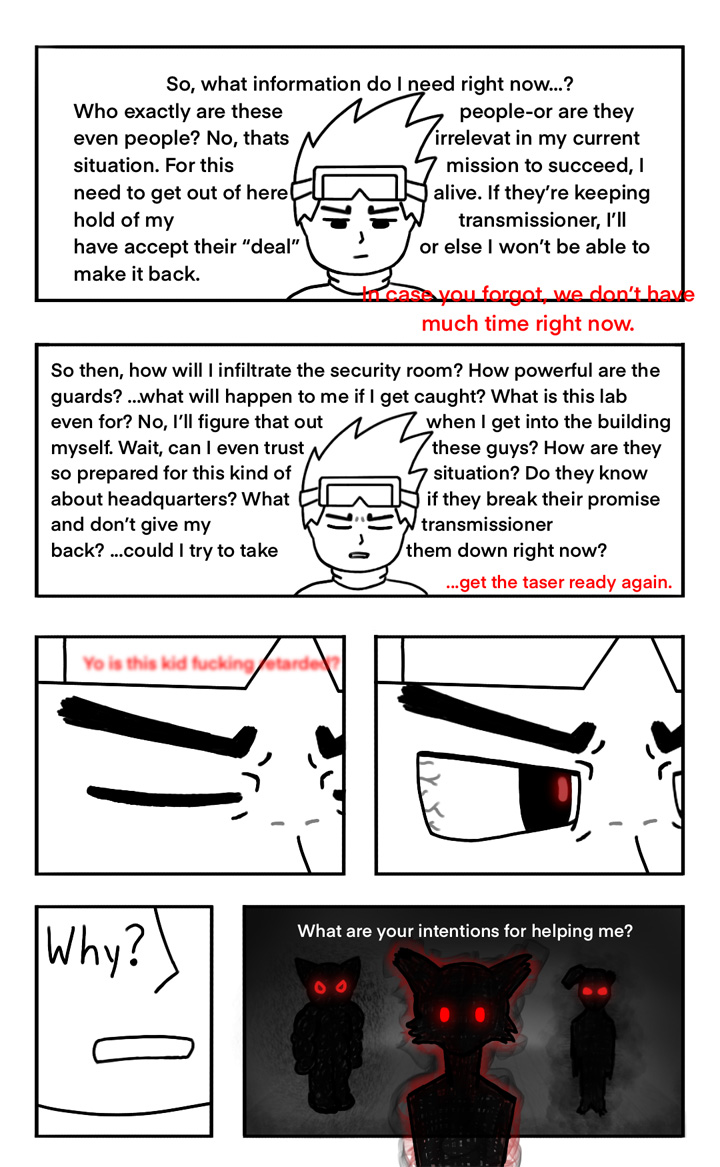 So, what information do I need right now...?
Who exactly are these people-or are they
even people? No, thats irrelevat in my current
situation. For this mission to succeed, I
need to get out of here alive. If they're keeping
hold of my transmissioner, I'll
have accept their “deal” or else I won't be able to
make it back.
In case you forgot, we don't have
much time right now.
So then, how will I infiltrate the security room? How powerful are the
guards? ...what will happen to me if I get caught? What is this lab
even for? No, I'll figure that out when I get into the building
myself. Wait, can I even trust these guys? How are they
so prepared for this kind of situation? Do they know
about headquarters? What if they break their promise
and don't give my transmissioner
back? ...could I try to take them down right now?
...get the taser ready again.
Yo is this kid fucking retarded?
Why?
What are your intentions for helping me?